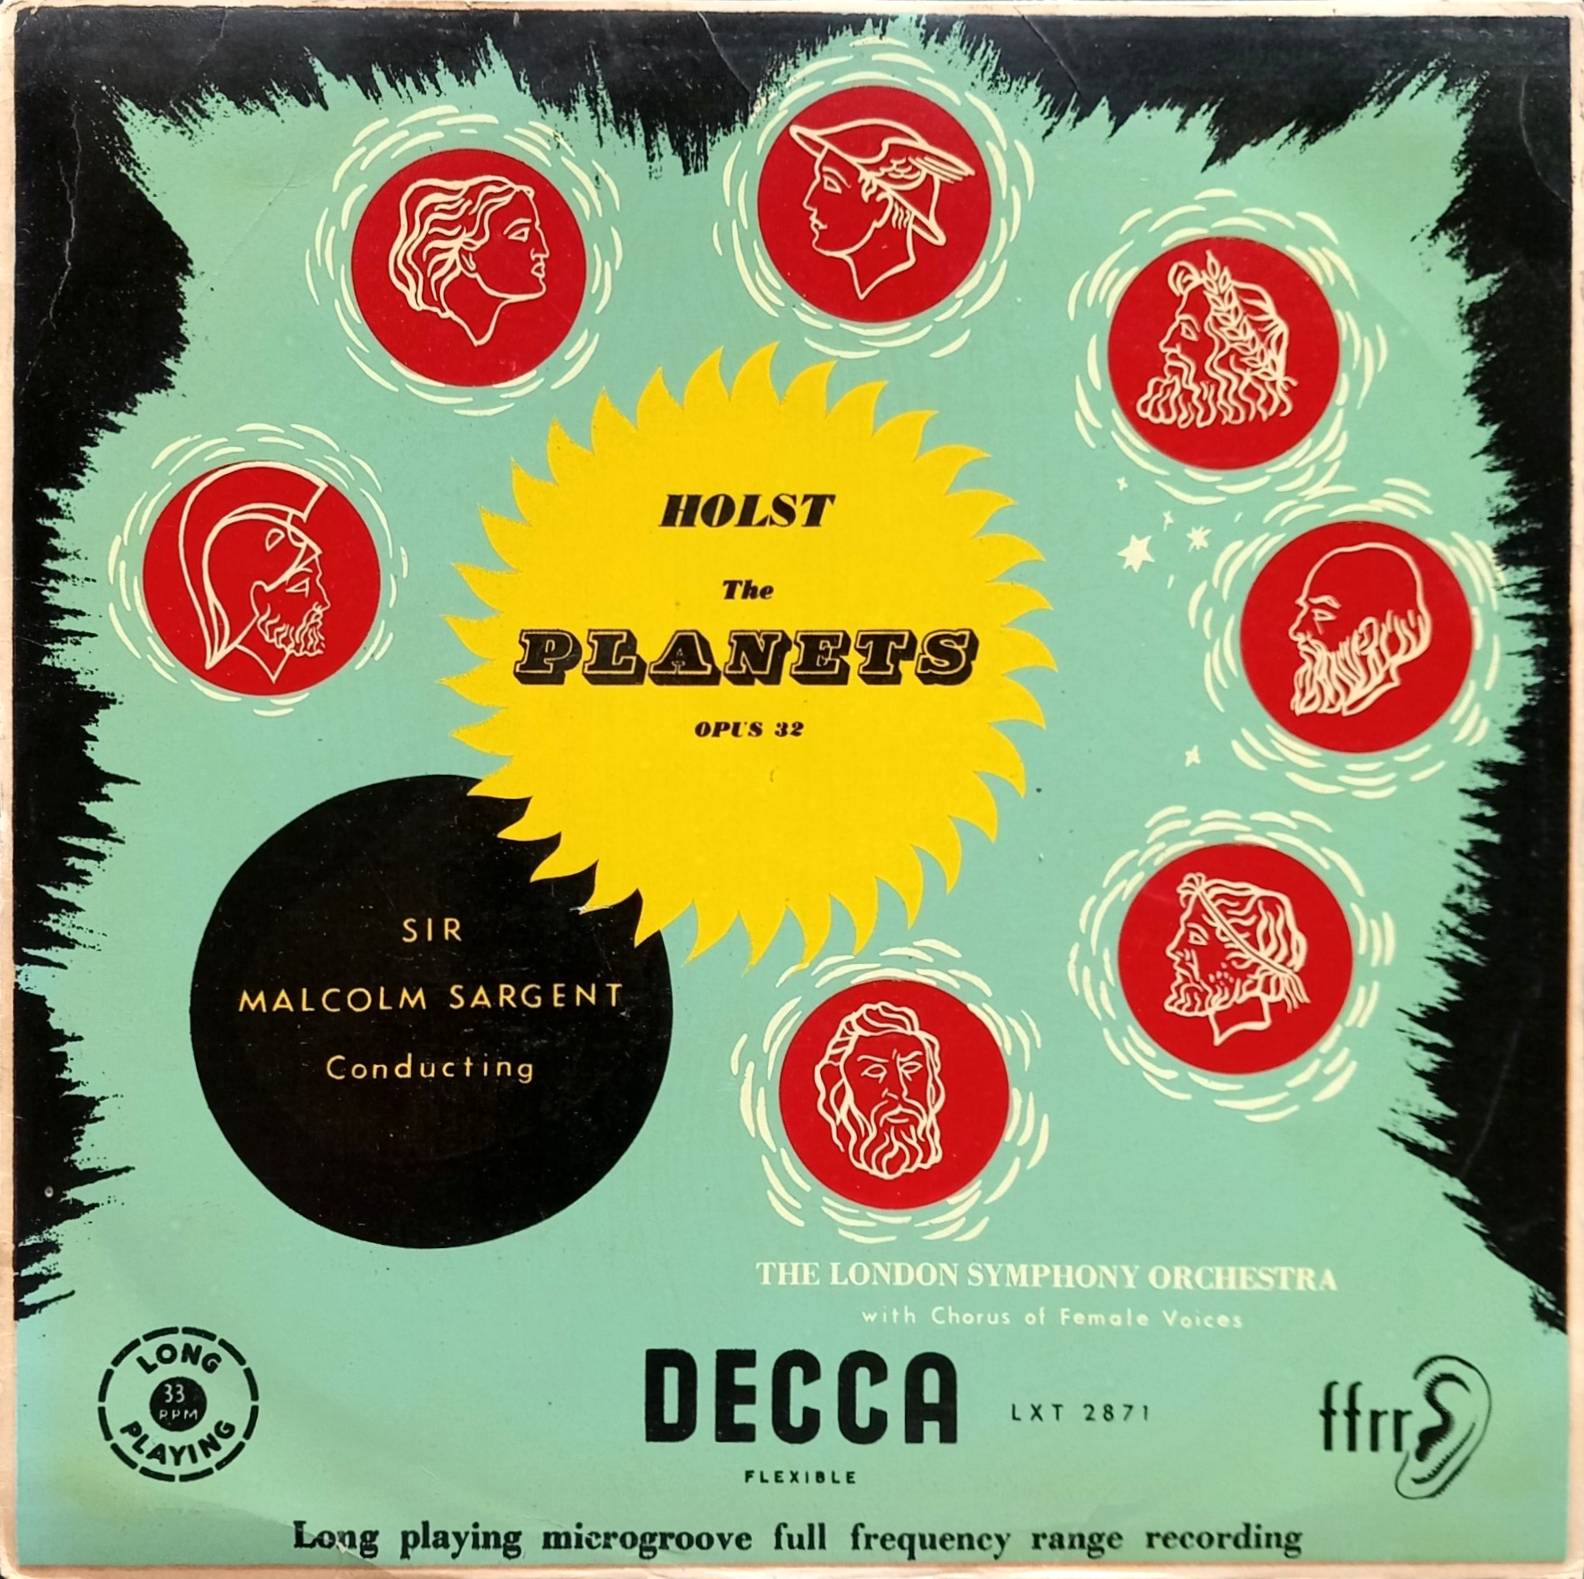 HOLST
The
PLANETS
OPUS 32
SIR
MALCOLM SARGENT
Conducting
THE LONDON SYMPHONY ORCHESTRA
with Chorus of Female Voices
LONG
33
RPM
PLAYING
DECCA
LXT 2871
ffrr
FLEXIBLE
Long playing microgroove full frequency range recording